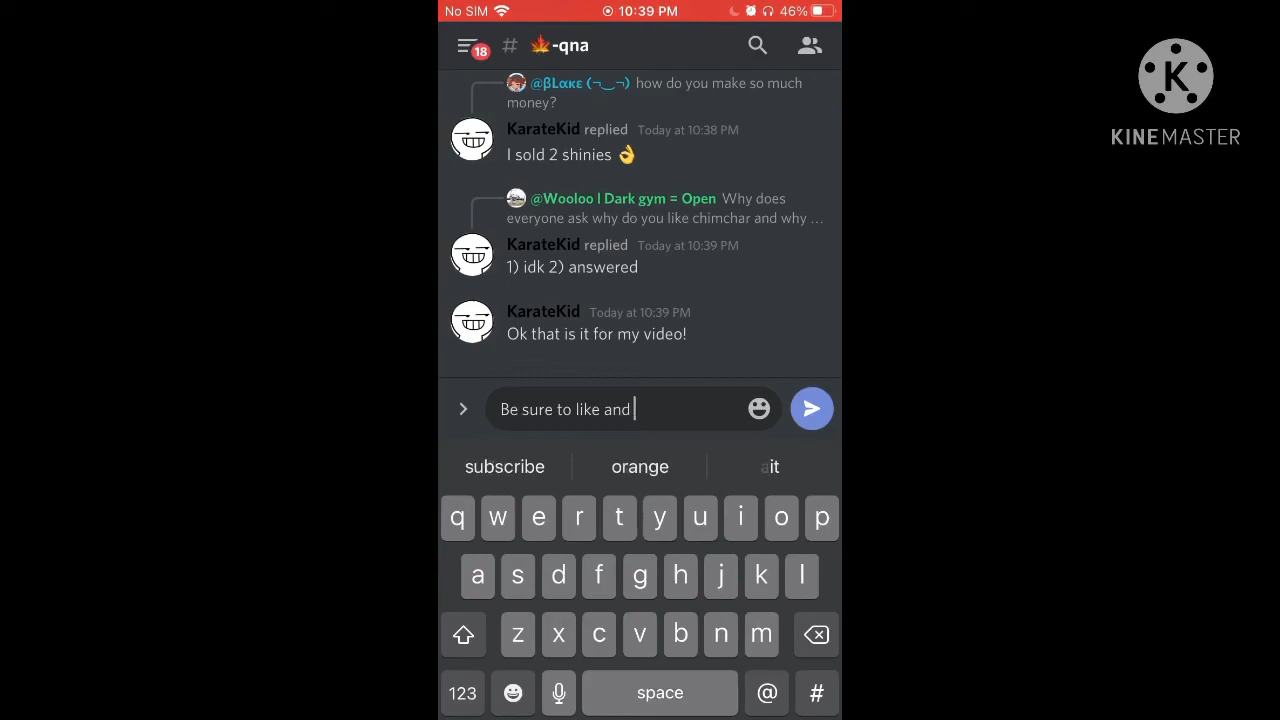 No SIM 10:39 PM 46%
18 # 🍁-qna
@βLακε (¬‿¬) how do you make so much
money?
KarateKid replied Today at 10:38 PM
I sold 2 shinies 👌
@Wooloo | Dark gym = Open Why does
everyone ask why do you like chimchar and why …
KarateKid replied Today at 10:39 PM
1) idk 2) answered
KarateKid Today at 10:39 PM
Ok that is it for my video!
Be sure to like and
subscribe orange ait
q w e r t y u i o p
a s d f g h j k l
z x c v b n m
123 space @ #
K
KINEMASTER